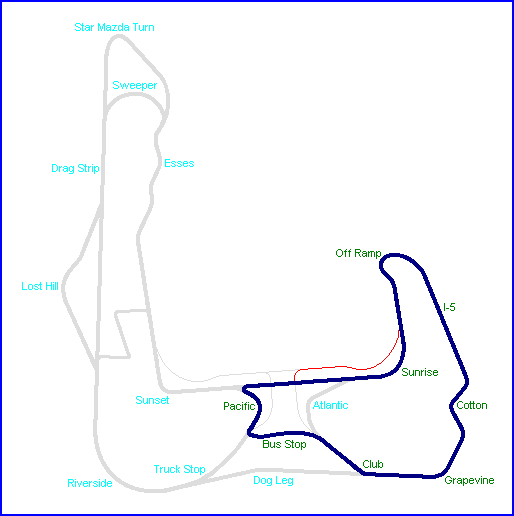 Star Mazda Turn
Sweeper
Drag Strip
Esses
Off Ramp
Lost Hill
I-5
Sunrise
Sunset
Pacific
Atlantic
Cotton
Bus Stop
Truck Stop
Club
Riverside
Dog Leg
Grapevine